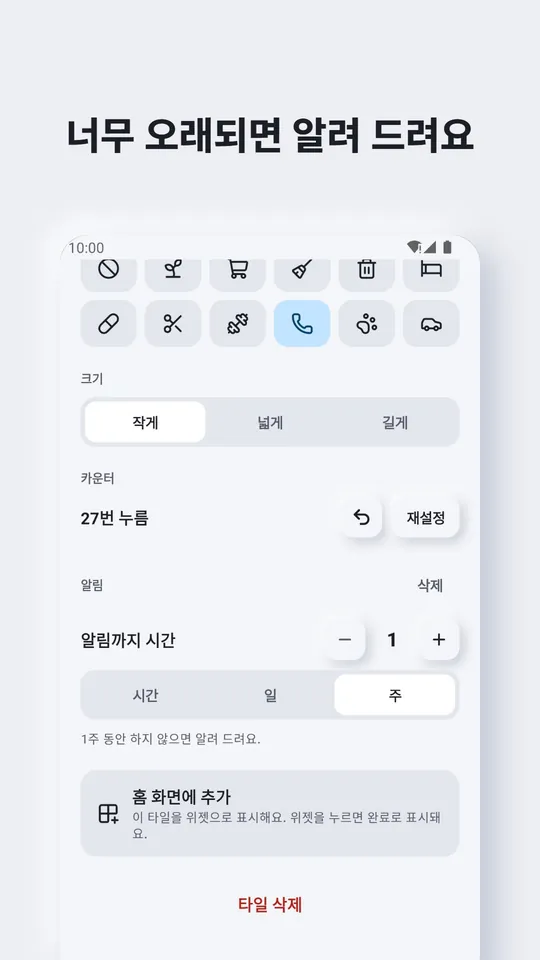 너무 오래되면 알려 드려요
10:00
크기
작게 넓게 길게
카운터
27번 누름 재설정
알림 삭제
알림까지 시간 − 1 +
시간 일 주
1주 동안 하지 않으면 알려 드려요.
홈 화면에 추가
이 타일을 위젯으로 표시해요. 위젯을 누르면 완료로 표시돼
요.
타일 삭제